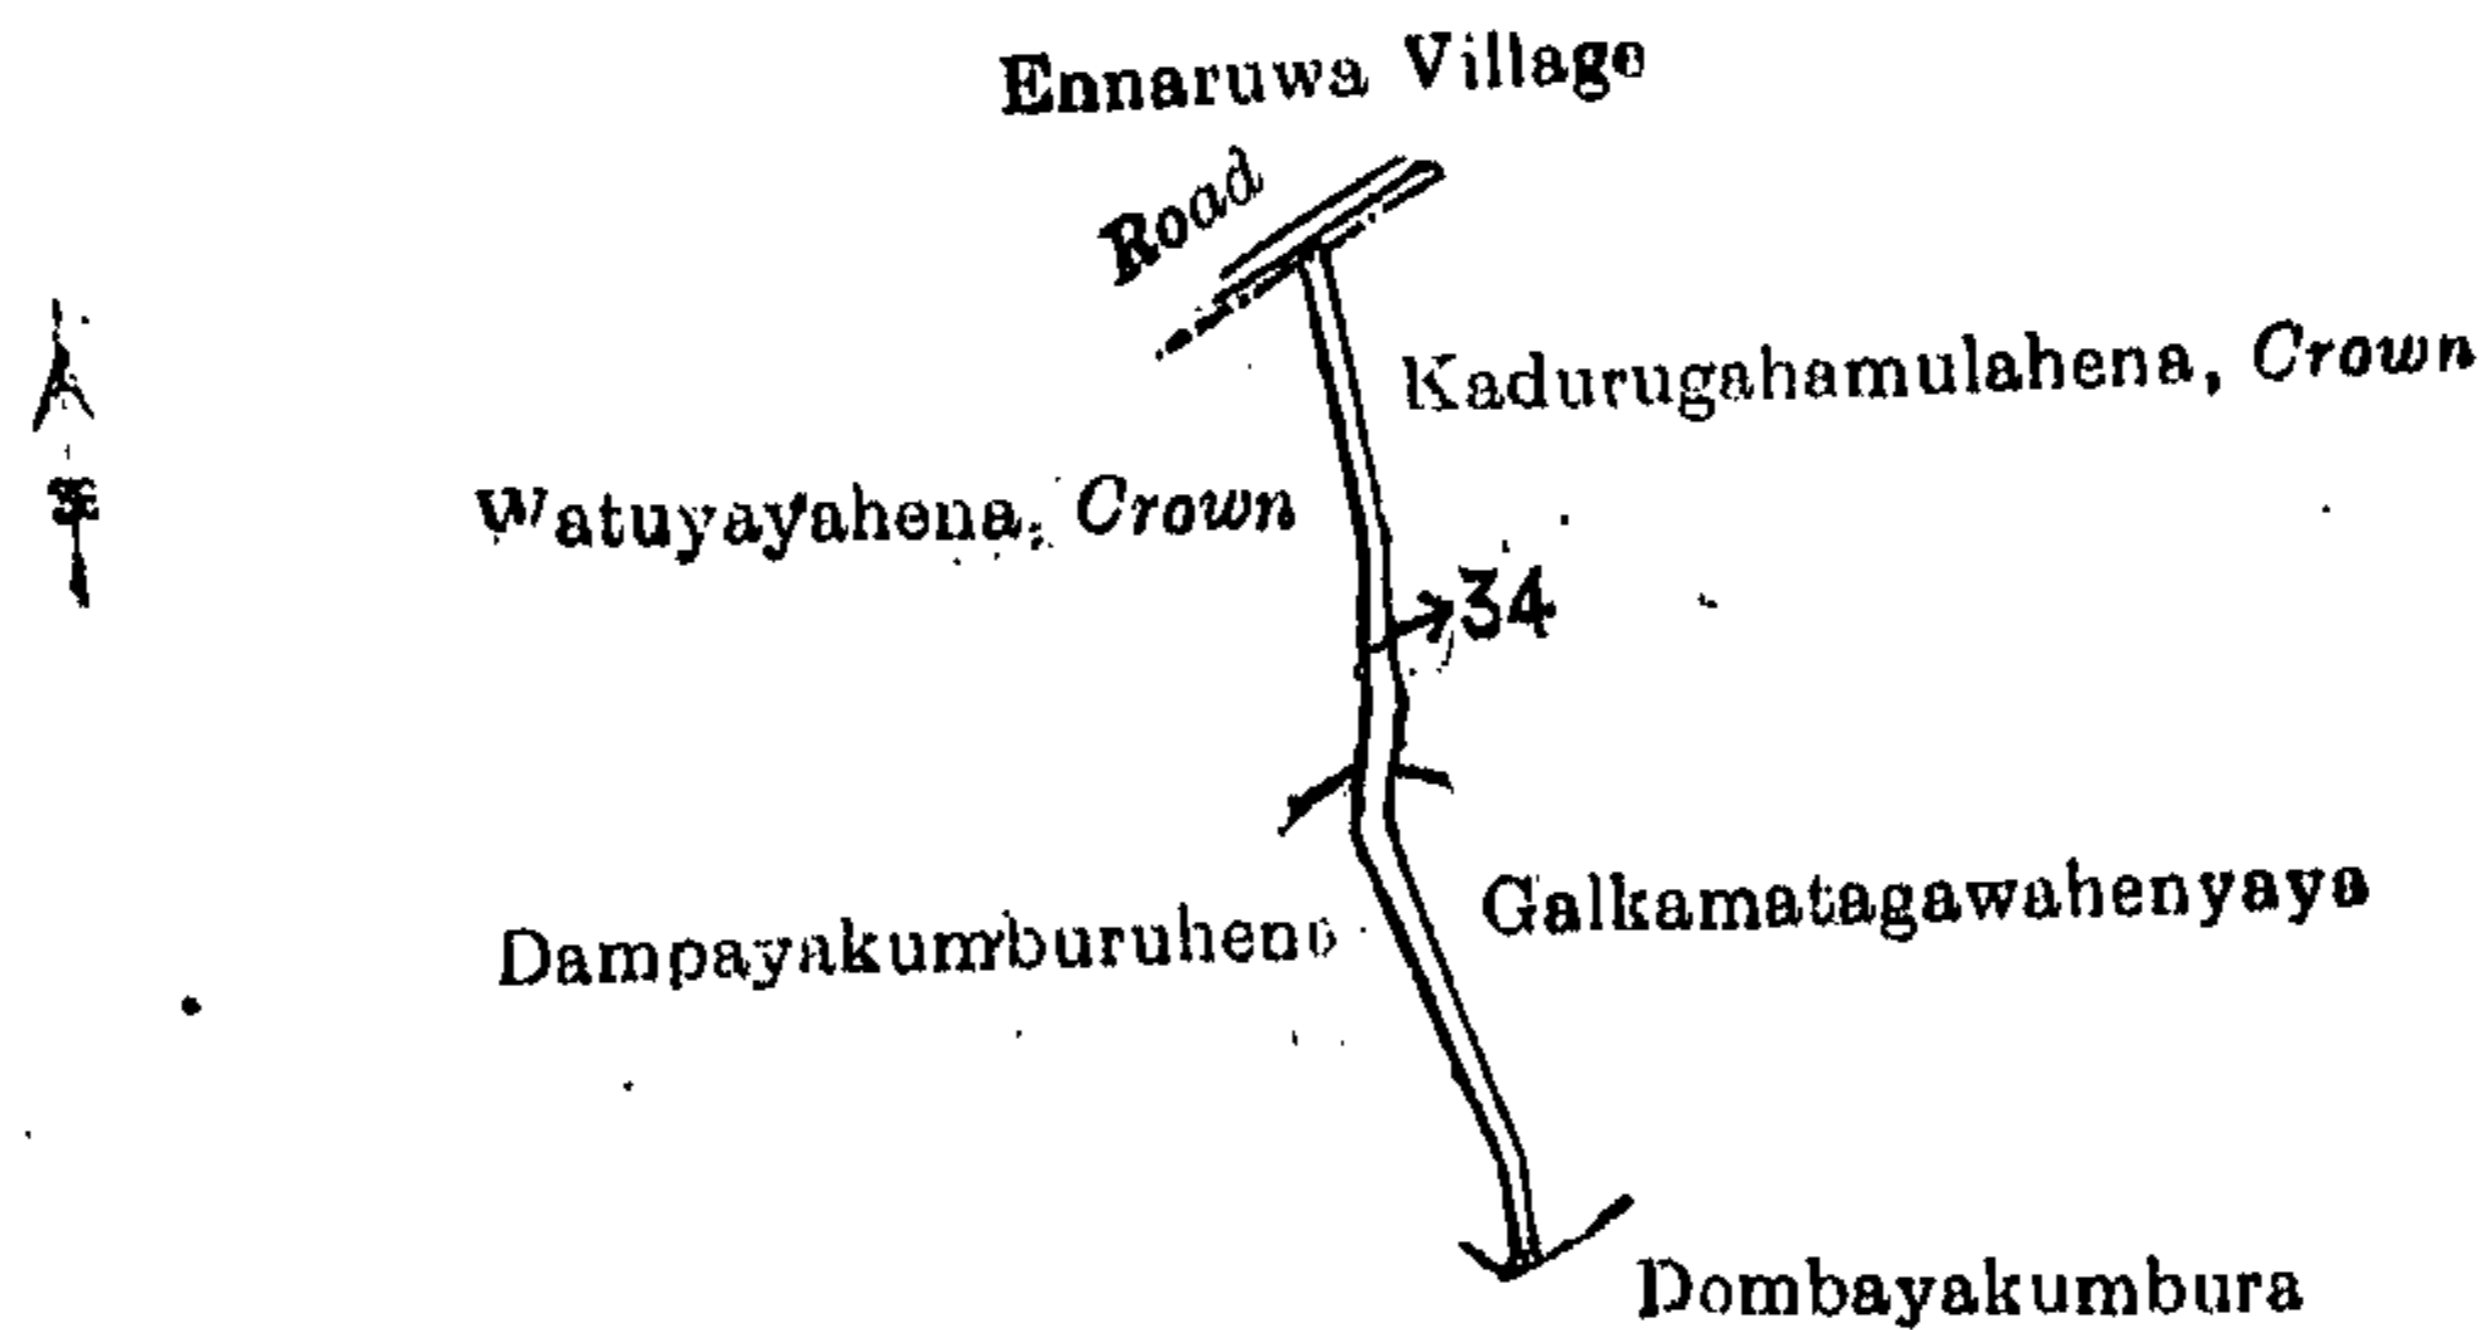 Ennaruwa Village
Road
Kadurugahamulahena, Crown
Watuyayahena, Crown
34
Galkamatagawahenyaya
Dampayakumburuhena
Dombayakumbura